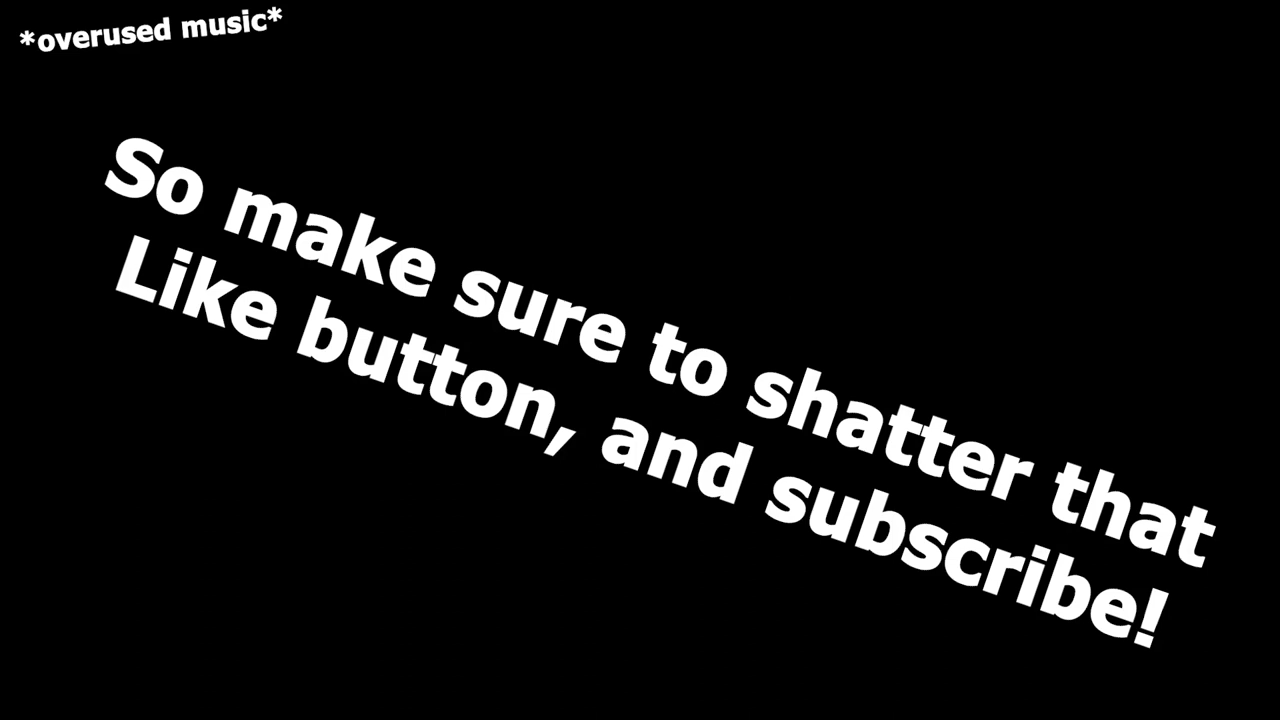 *overused music*
So make sure to shatter that
Like button, and subscribe!